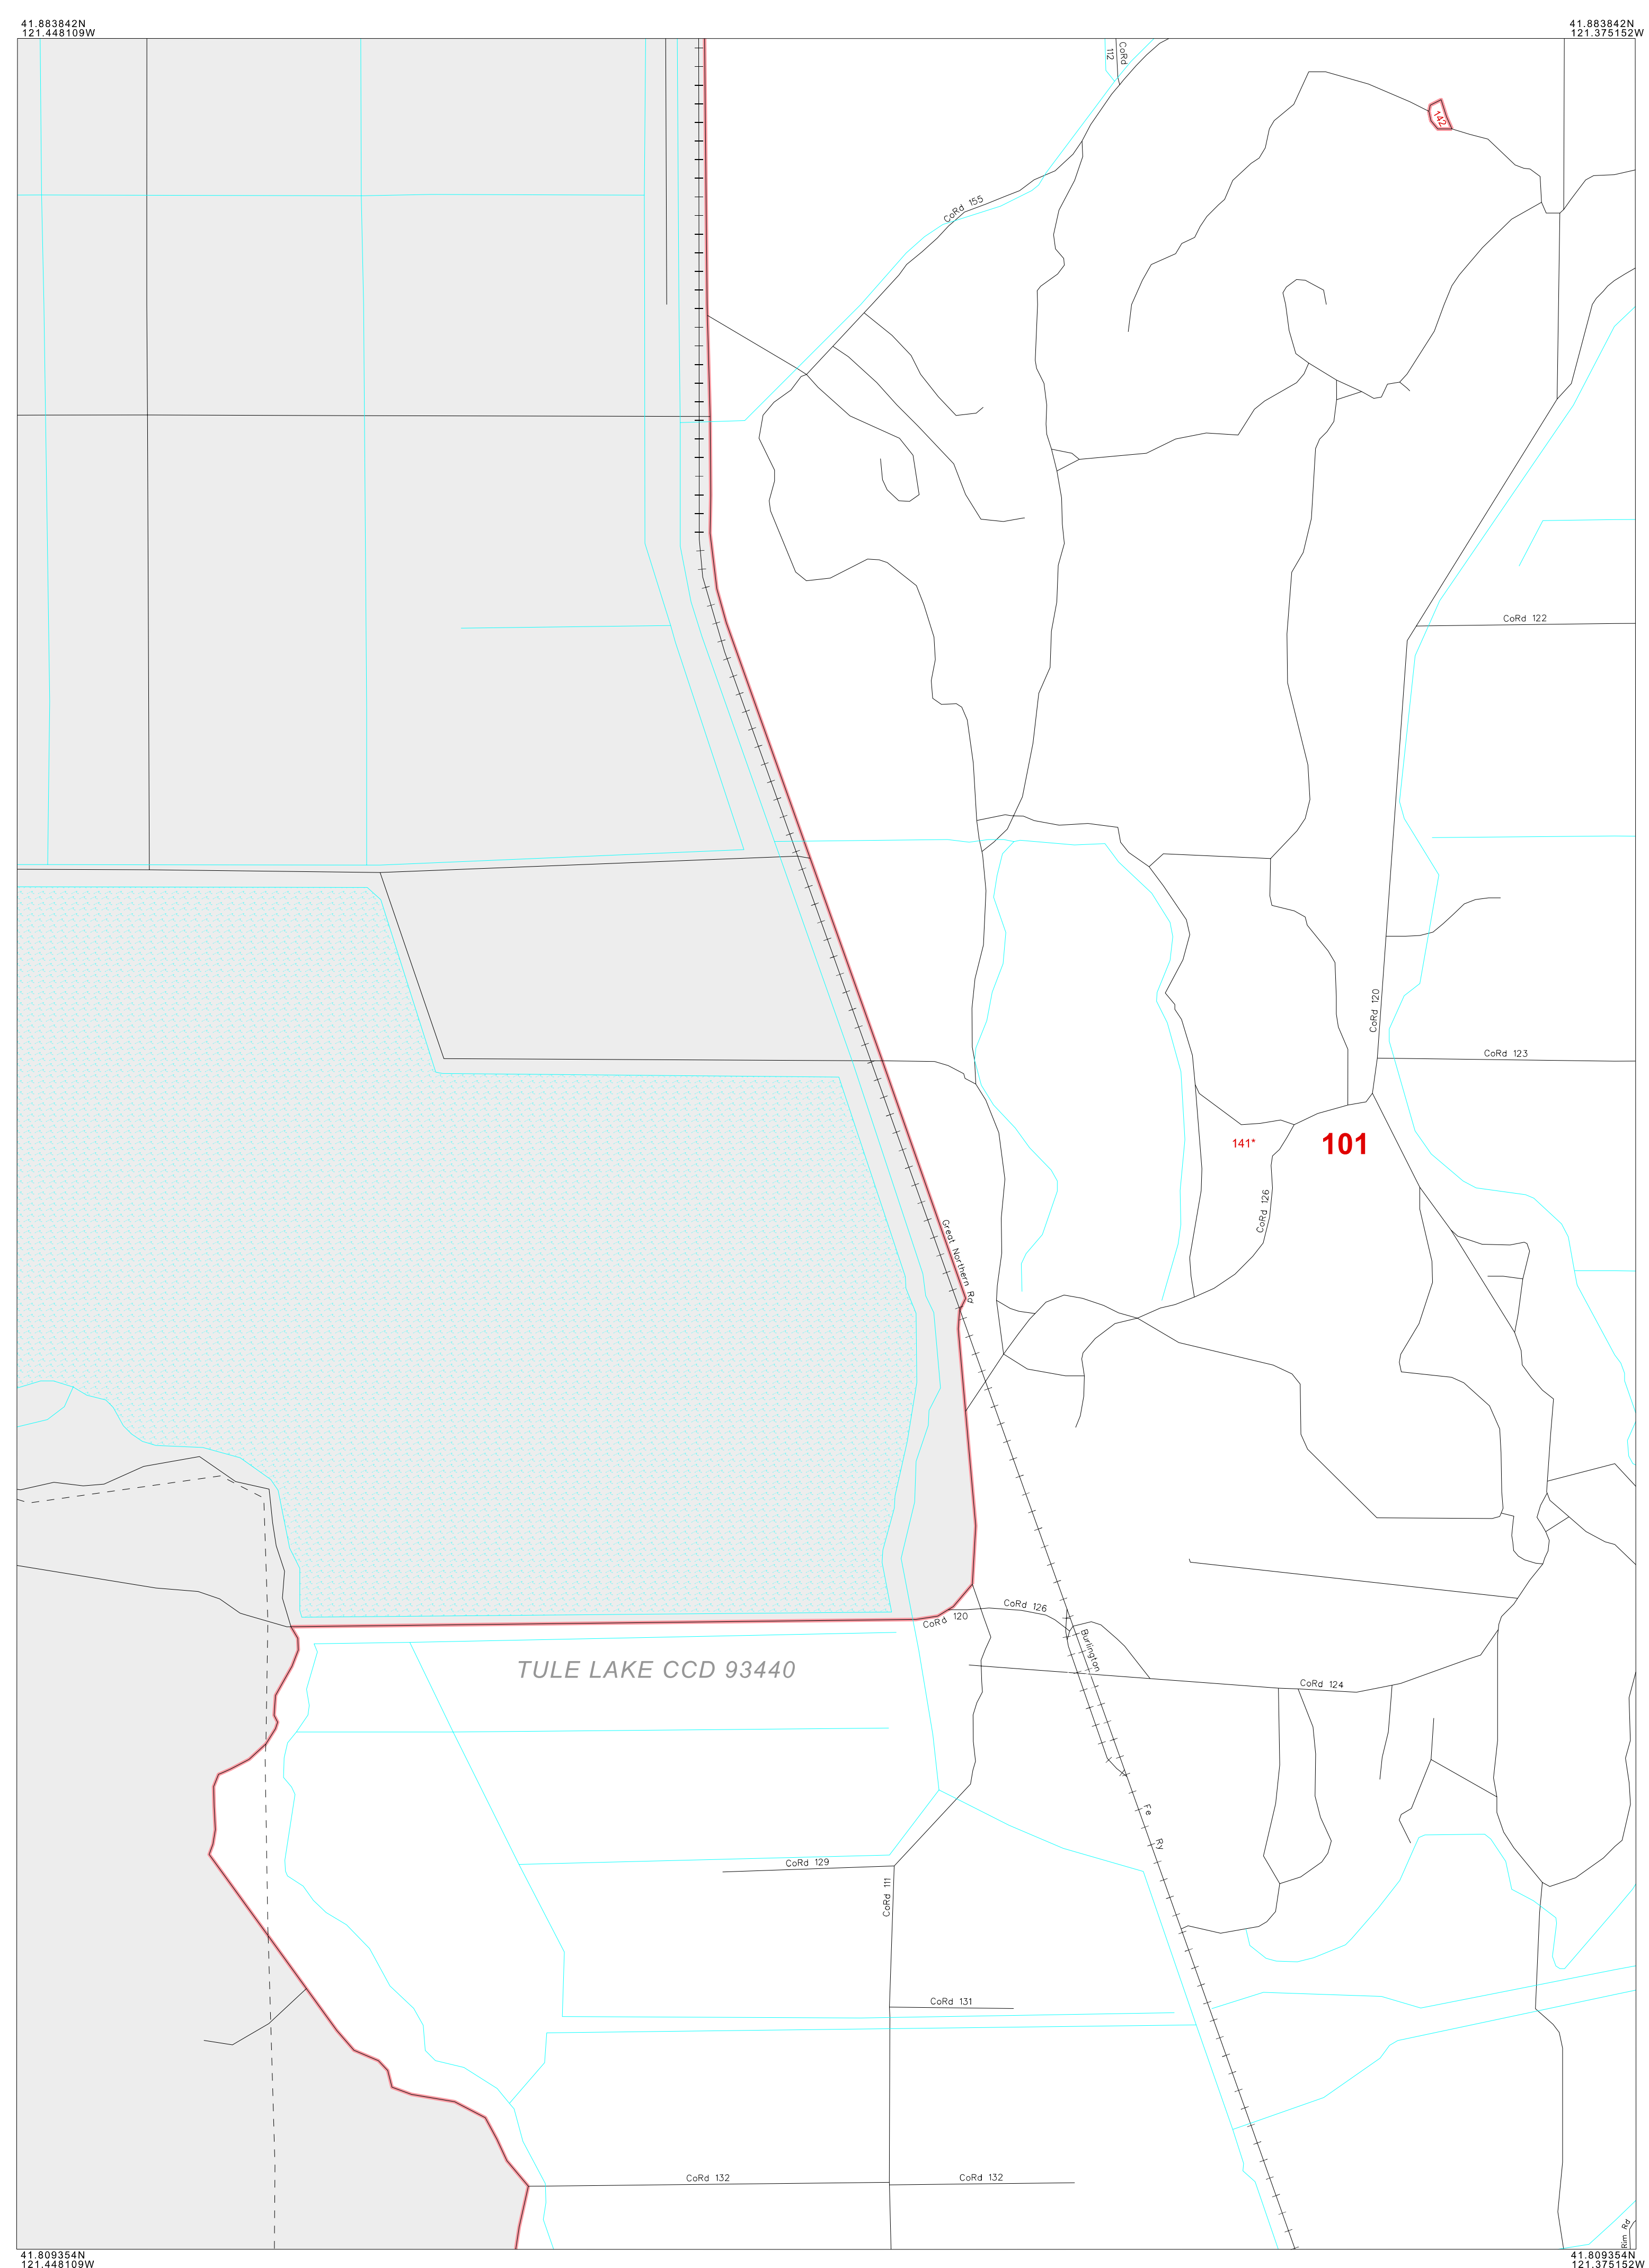 41.883842N
121.448109W
41.883842N
121.375152W
CoRd
112
142
CoRd 155
CoRd 122
CoRd 120
CoRd 123
141*
101
CoRd 126
Great Northern Rd
CoRd 126
CoRd 120
Burlington
TULE LAKE CCD 93440
CoRd 124
Fe
Ry
CoRd 129
CoRd 111
CoRd 131
CoRd 132
CoRd 132
Rim Rd
41.809354N
121.448109W
41.809354N
121.375152W